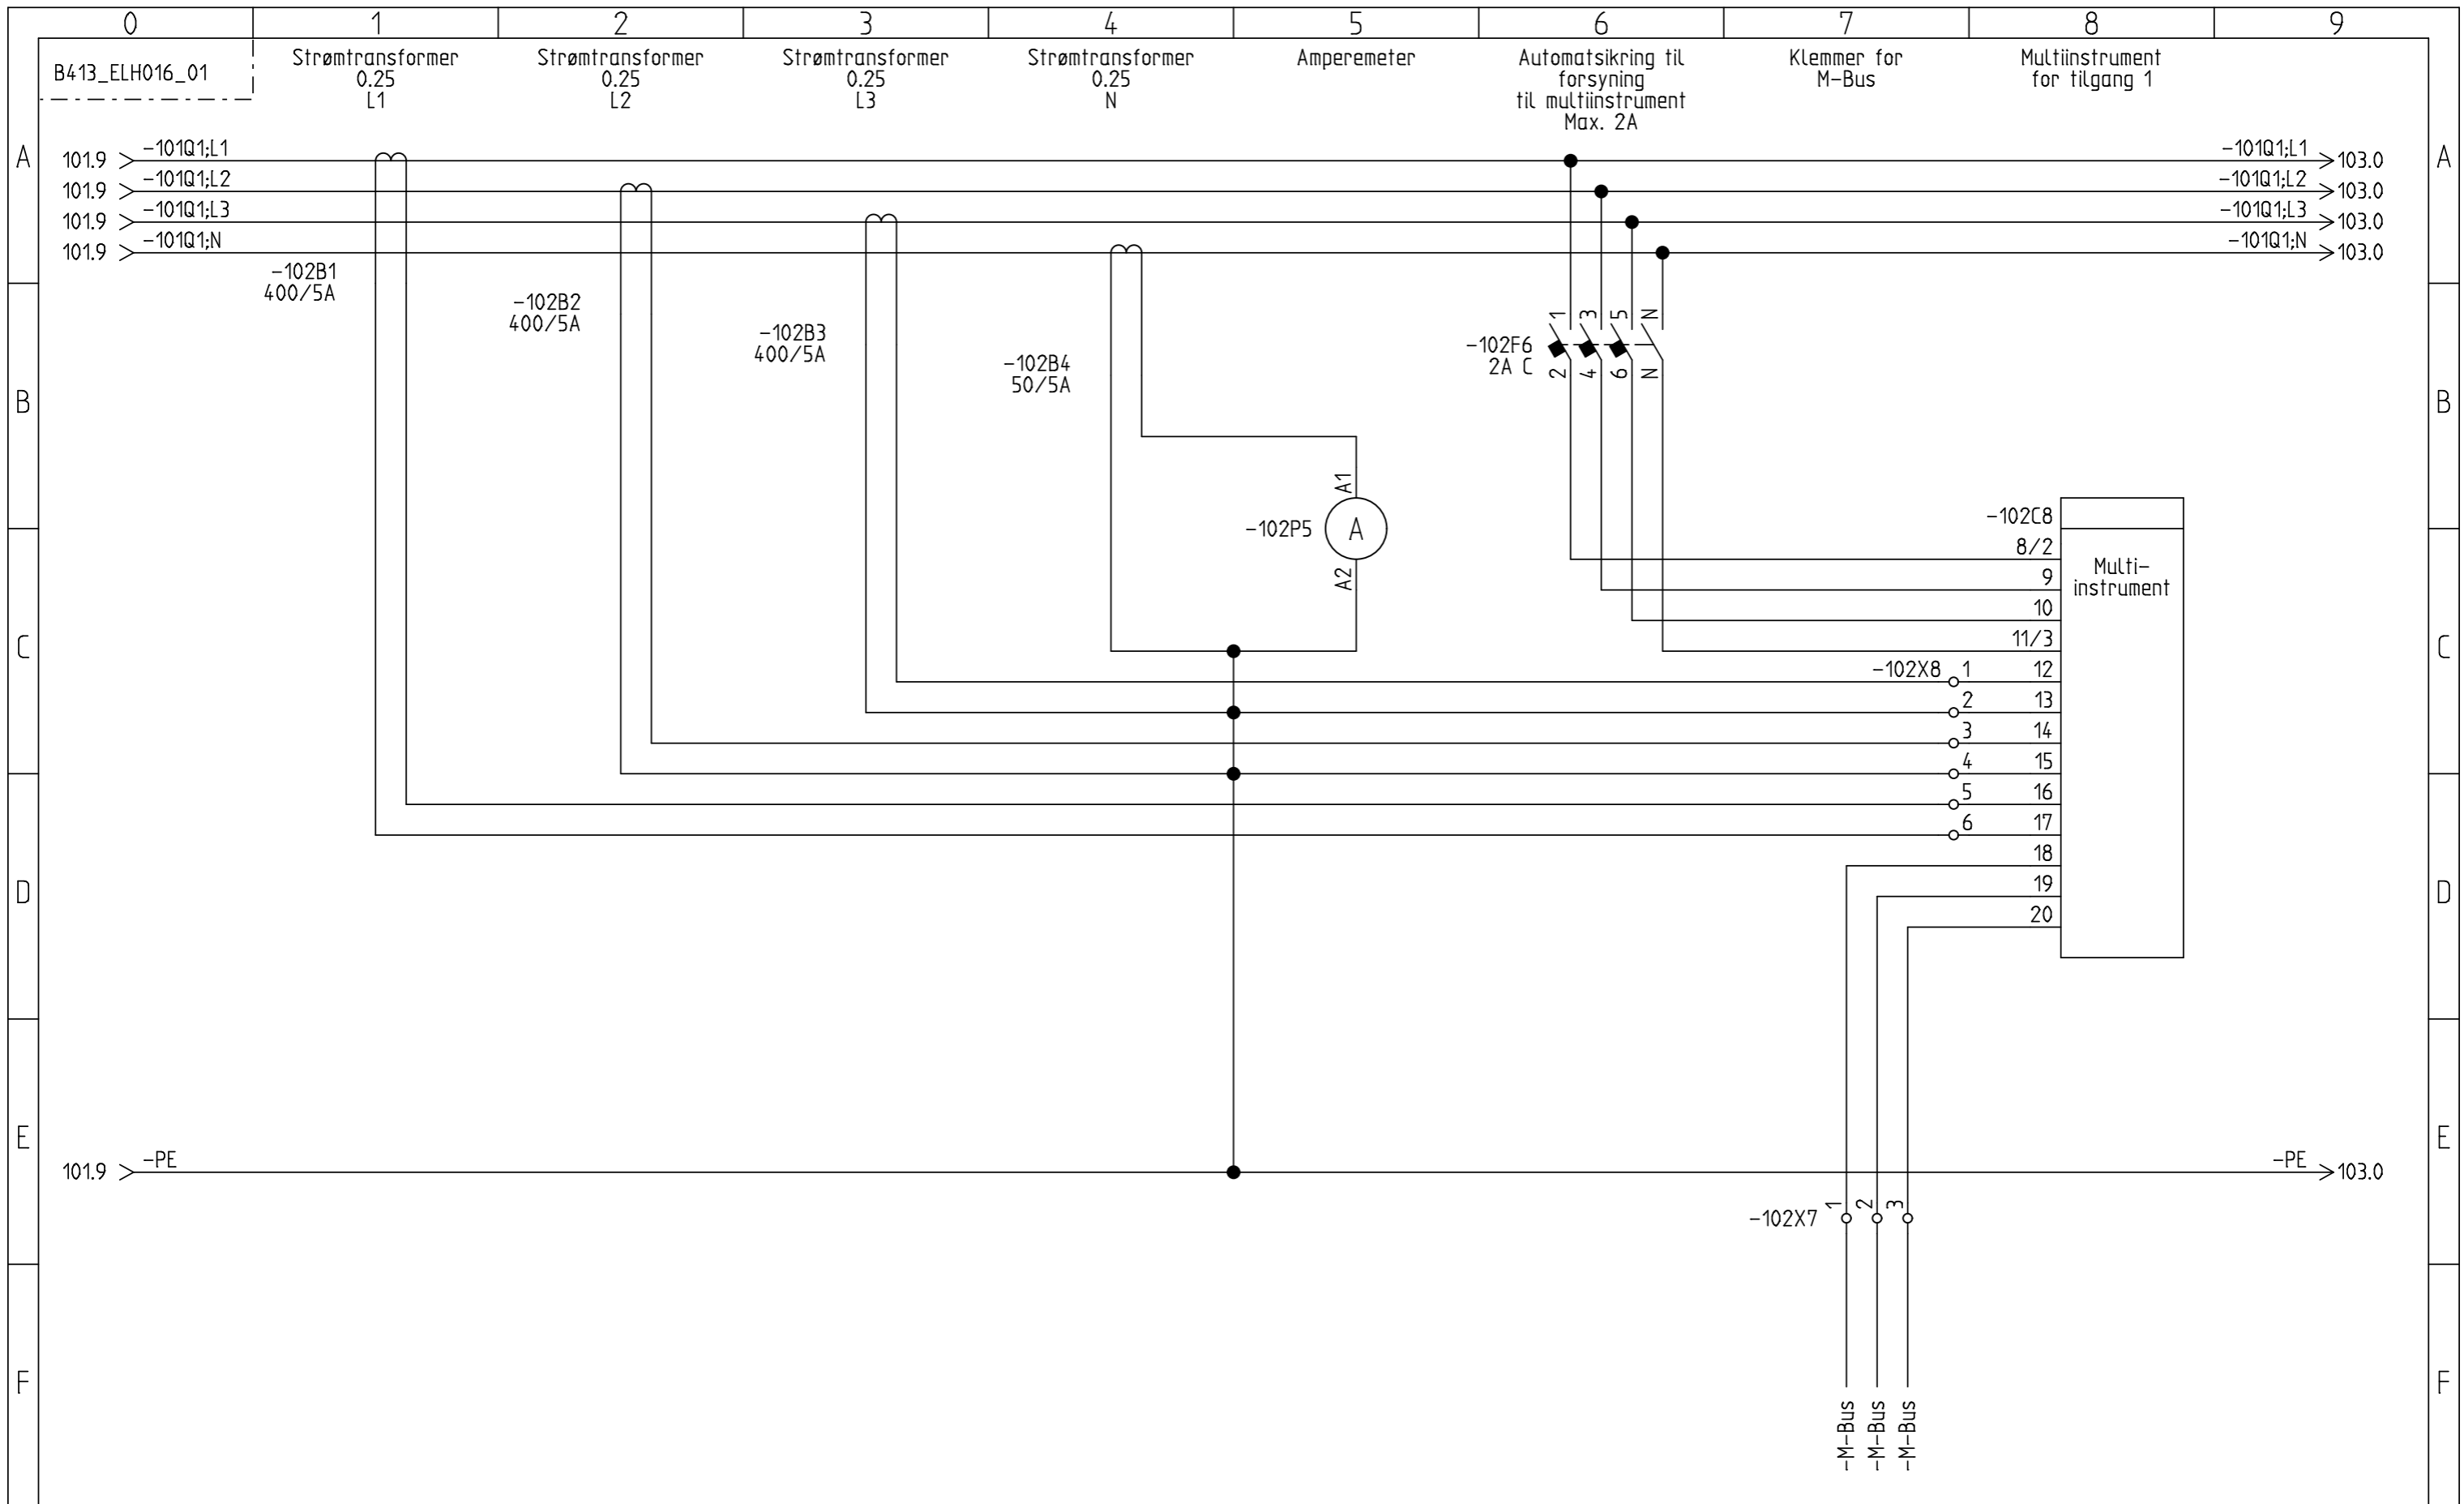 0 1 2 3 4 5 6 7 8 9
B413_ELH016_01
Strømtransformer
0.25
L1
Strømtransformer
0.25
L2
Strømtransformer
0.25
L3
Strømtransformer
0.25
N
Amperemeter
Automatsikring til
forsyning
til multiinstrument
Max. 2A
Klemmer for
M-Bus
Multiinstrument
for tilgang 1
A A
101.9 -101Q1;L1 -101Q1;L1 103.0
101.9 -101Q1;L2 -101Q1;L2 103.0
101.9 -101Q1;L3 -101Q1;L3 103.0
101.9 -101Q1;N -101Q1;N 103.0
-102B1
400/5A
-102B2
400/5A
-102B3
400/5A
-102B4
50/5A
1 3 5 N
-102F6
2A C
2 4 6 N
B B
A1
-102P5 A
A2
-102C8
Multi-
instrument
8/2
9
10
11/3
C C
-102X8 1 12
2 13
3 14
4 15
5 16
6 17
18
19
20
D D
E E
101.9 -PE -PE 103.0
-102X7 1 2 3
F F
-M-Bus
-M-Bus
-M-Bus